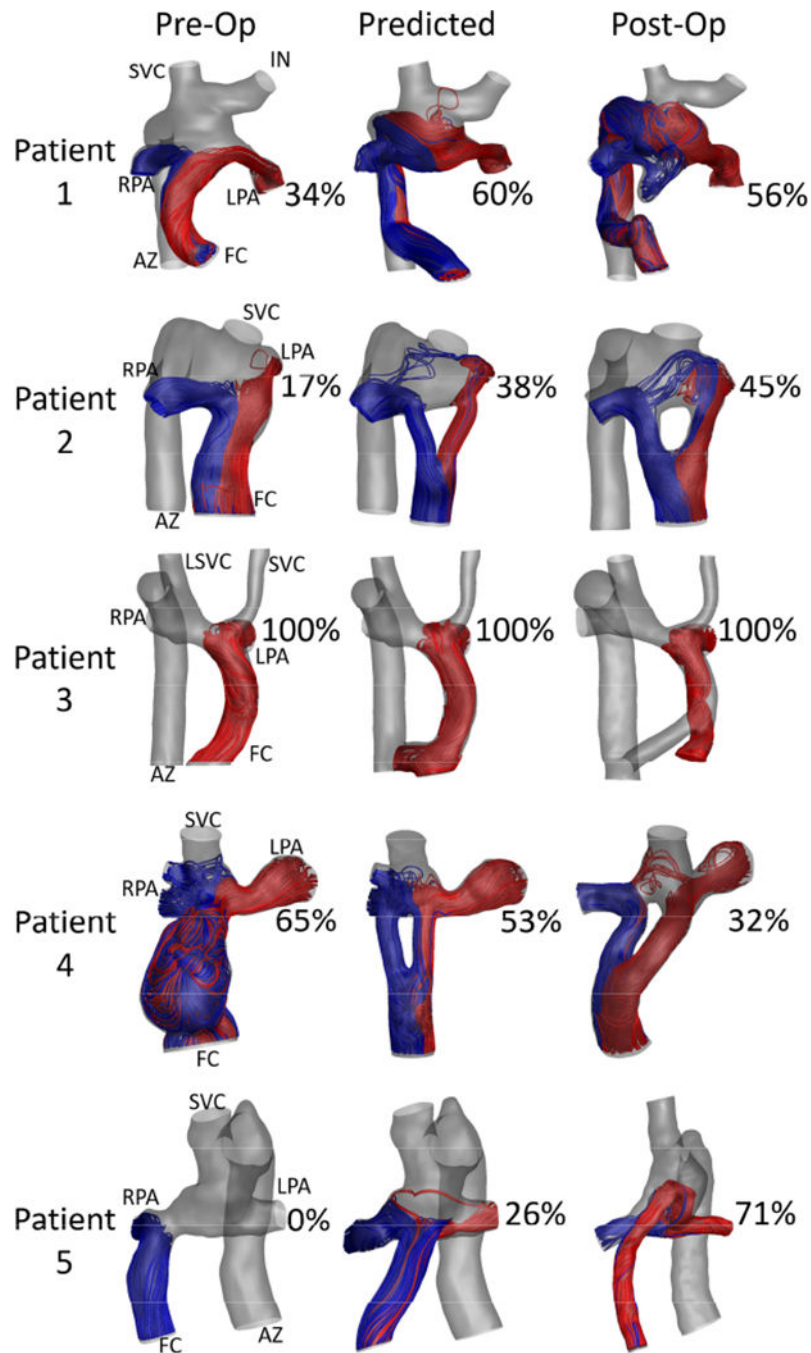 Pre-Op Predicted Post-Op
SVC IN
Patient
1
RPA LPA 34% 60% 56%
AZ FC
SVC
RPA LPA
17% 38% 45%
Patient
2
FC
AZ
LSVC SVC
RPA 100% 100% 100%
LPA
Patient
3
FC
AZ
SVC LPA
RPA
65% 53% 32%
Patient
4
FC
SVC
RPA LPA
0% 26% 71%
Patient
5
FC AZ